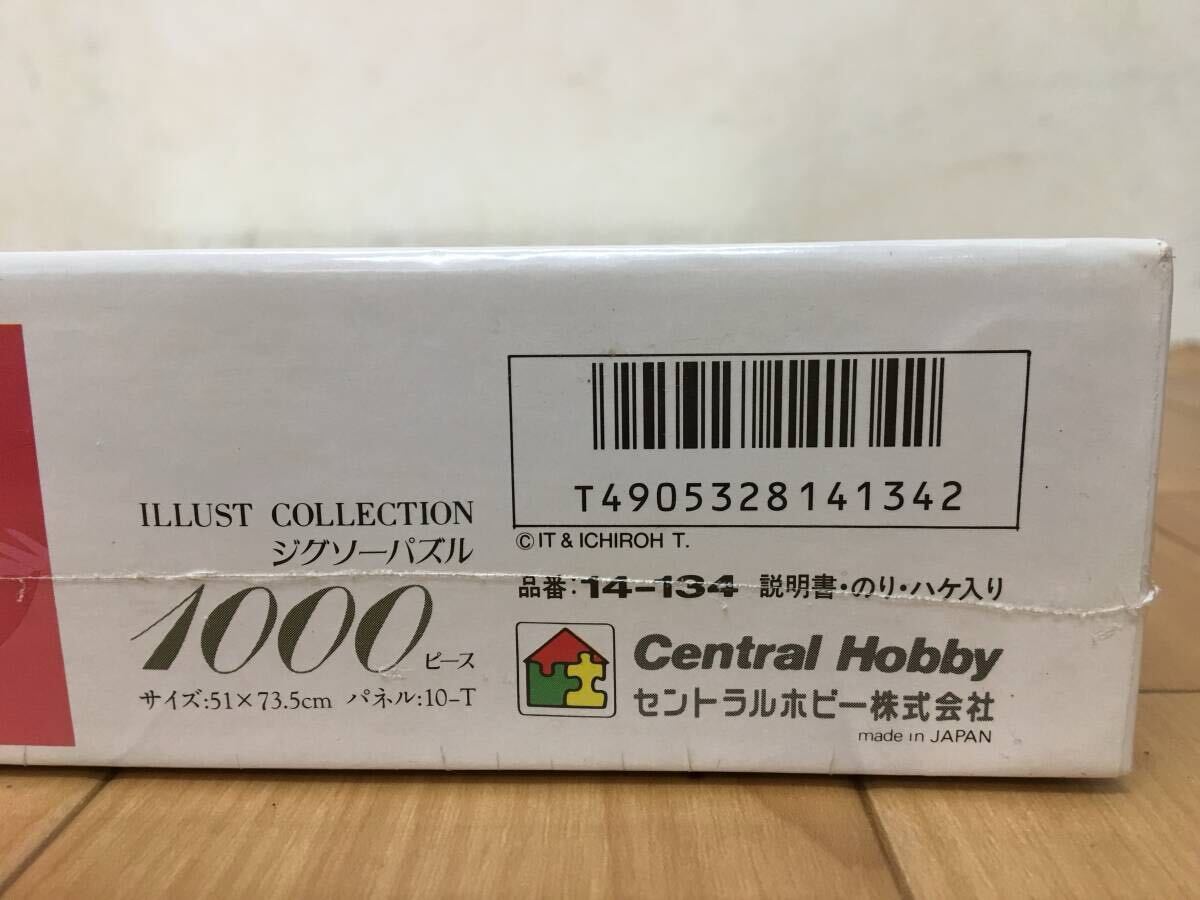 ILLUST COLLECTION
ジグソーパズル
1000ピース
サイズ:51×73.5cm パネル:10-T
T4905328141342
©IT & ICHIROH T.
品番:14-134 説明書・のり・ハケ入り
Central Hobby
セントラルホビー株式会社
made in JAPAN